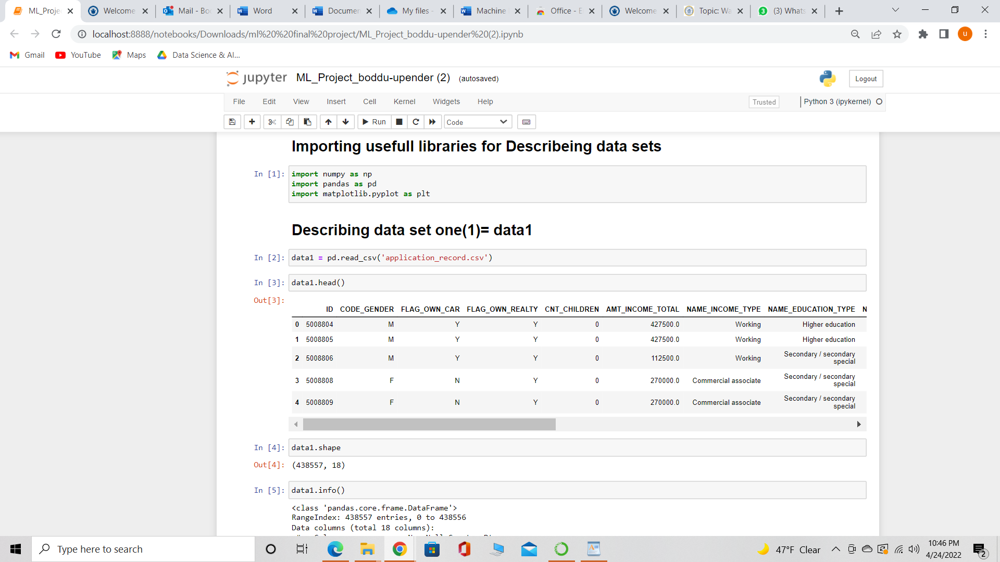 ML_Proje
Welcome
Mail - Bo
Word
Documen
My files -
Machine
Office - E
Welcome
Topic: Wa
(3) Whats
localhost:8888/notebooks/Downloads/ml%20%20final%20project/ML_Project_boddu-upender%20(2).ipynb
u
Gmail
YouTube
Maps
Data Science & AI...
jupyter ML_Project_boddu-upender (2) (autosaved)
Logout
File Edit View Insert Cell Kernel Widgets Help
Trusted
Python 3 (ipykernel)
Run
Code
Importing usefull libraries for Describeing data sets
In [1]: import numpy as np
import pandas as pd
import matplotlib.pyplot as plt
Describing data set one(1)= data1
In [2]: data1 = pd.read_csv('application_record.csv')
In [3]: data1.head()
Out[3]:
ID CODE_GENDER FLAG_OWN_CAR FLAG_OWN_REALTY CNT_CHILDREN AMT_INCOME_TOTAL NAME_INCOME_TYPE NAME_EDUCATION_TYPE N
0 5008804 M Y Y 0 427500.0 Working Higher education
1 5008805 M Y Y 0 427500.0 Working Higher education
2 5008806 M Y Y 0 112500.0 Working Secondary / secondary
special
3 5008808 F N Y 0 270000.0 Commercial associate Secondary / secondary
special
4 5008809 F N Y 0 270000.0 Commercial associate Secondary / secondary
special
In [4]: data1.shape
Out[4]: (438557, 18)
In [5]: data1.info()
<class 'pandas.core.frame.DataFrame'>
RangeIndex: 438557 entries, 0 to 438556
Data columns (total 18 columns):
Type here to search
47°F Clear
10:46 PM
4/24/2022
2